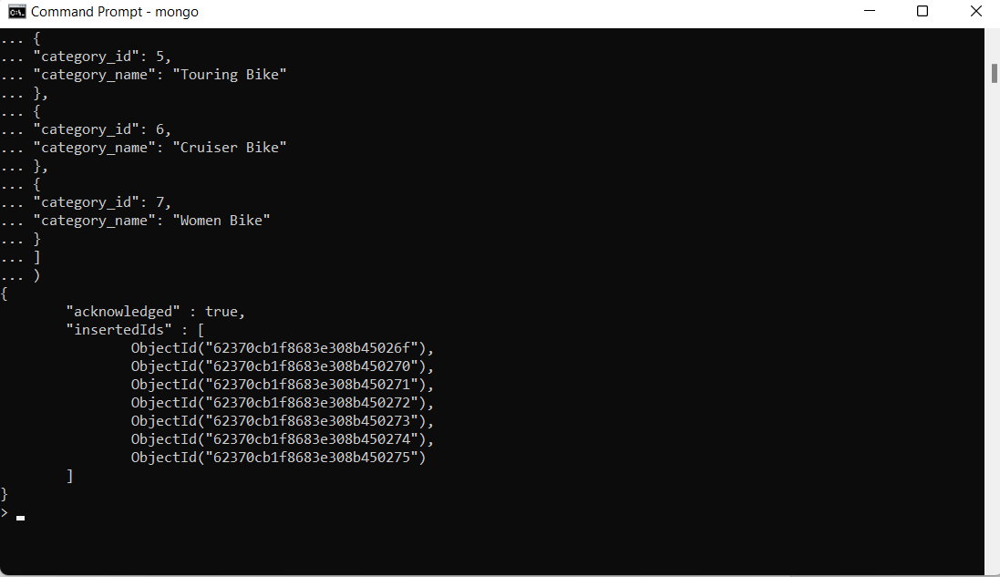 Command Prompt - mongo
... {
... "category_id": 5,
... "category_name": "Touring Bike"
... },
... {
... "category_id": 6,
... "category_name": "Cruiser Bike"
... },
... {
... "category_id": 7,
... "category_name": "Women Bike"
... }
... ]
... )
{
        "acknowledged" : true,
        "insertedIds" : [
                ObjectId("62370cb1f8683e308b45026f"),
                ObjectId("62370cb1f8683e308b450270"),
                ObjectId("62370cb1f8683e308b450271"),
                ObjectId("62370cb1f8683e308b450272"),
                ObjectId("62370cb1f8683e308b450273"),
                ObjectId("62370cb1f8683e308b450274"),
                ObjectId("62370cb1f8683e308b450275")
        ]
}
>